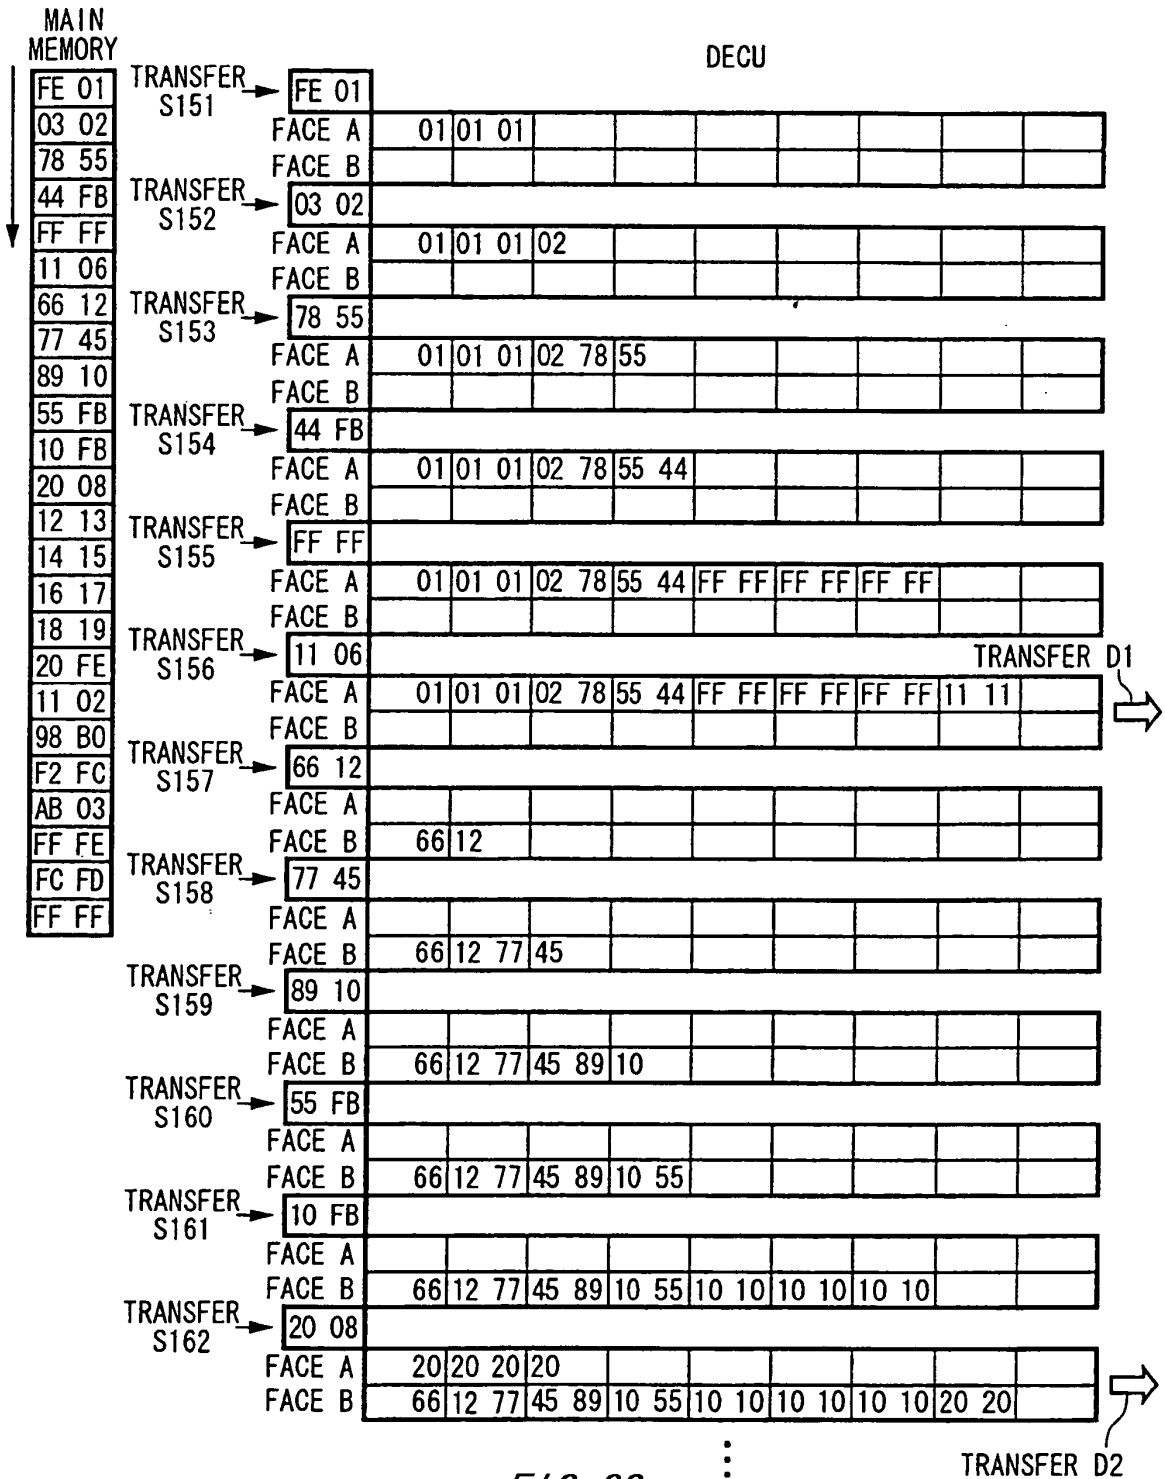 MAIN
MEMORY
DECU
FE 01
03 02
78 55
44 FB
FF FF
11 06
66 12
77 45
89 10
55 FB
10 FB
20 08
12 13
14 15
16 17
18 19
20 FE
11 02
98 B0
F2 FC
AB 03
FF FE
FC FD
FF FF
TRANSFER S151 FE 01
FACE A 01 01 01
FACE B
TRANSFER S152 03 02
FACE A 01 01 01 02
FACE B
TRANSFER S153 78 55
FACE A 01 01 01 02 78 55
FACE B
TRANSFER S154 44 FB
FACE A 01 01 01 02 78 55 44
FACE B
TRANSFER S155 FF FF
FACE A 01 01 01 02 78 55 44 FF FF FF FF FF FF
FACE B
TRANSFER S156 11 06
TRANSFER D1
FACE A 01 01 01 02 78 55 44 FF FF FF FF FF FF 11 11
FACE B
TRANSFER S157 66 12
FACE A
FACE B 66 12
TRANSFER S158 77 45
FACE A
FACE B 66 12 77 45
TRANSFER S159 89 10
FACE A
FACE B 66 12 77 45 89 10
TRANSFER S160 55 FB
FACE A
FACE B 66 12 77 45 89 10 55
TRANSFER S161 10 FB
FACE A
FACE B 66 12 77 45 89 10 55 10 10 10 10 10 10
TRANSFER S162 20 08
FACE A 20 20 20 20
FACE B 66 12 77 45 89 10 55 10 10 10 10 10 10 20 20
TRANSFER D2